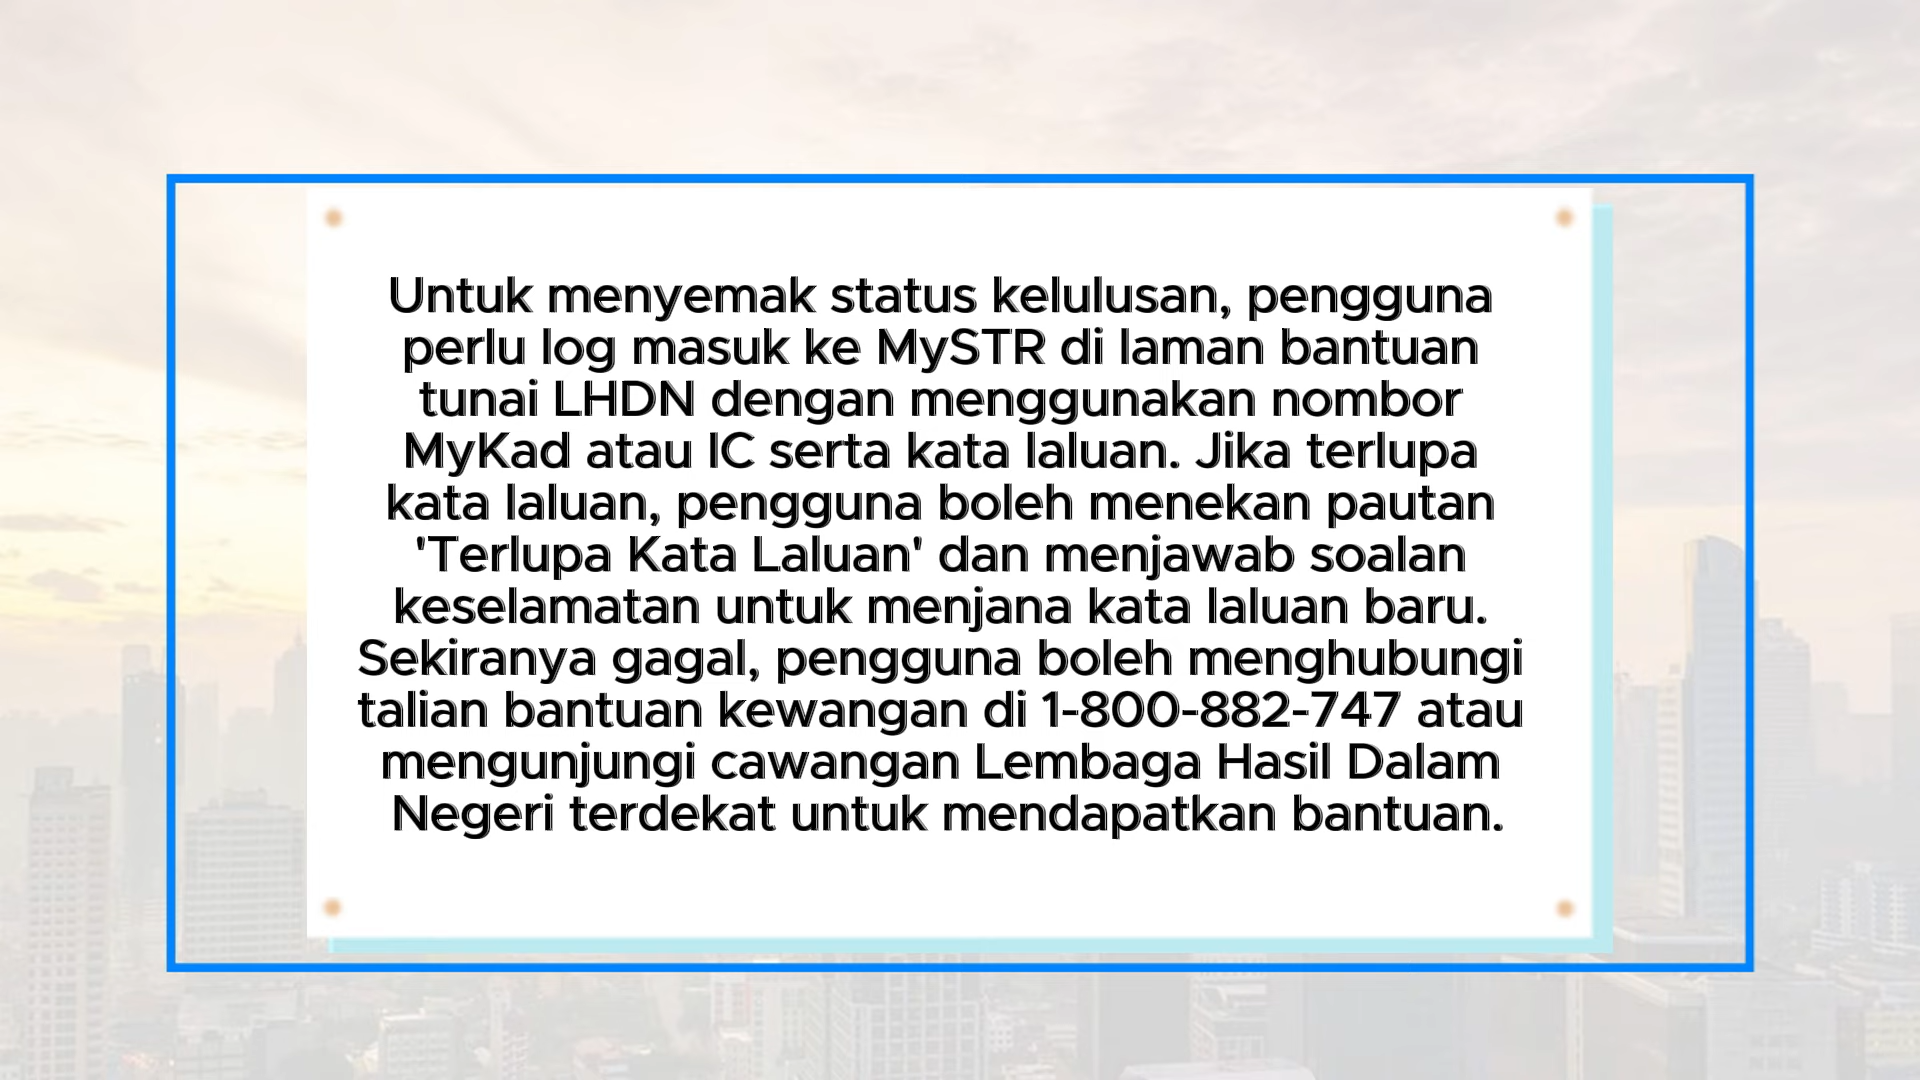 Untuk menyemak status kelulusan, pengguna
perlu log masuk ke MySTR di laman bantuan
tunai LHDN dengan menggunakan nombor
MyKad atau IC serta kata laluan. Jika terlupa
kata laluan, pengguna boleh menekan pautan
'Terlupa Kata Laluan' dan menjawab soalan
keselamatan untuk menjana kata laluan baru.
Sekiranya gagal, pengguna boleh menghubungi
talian bantuan kewangan di 1-800-882-747 atau
mengunjungi cawangan Lembaga Hasil Dalam
Negeri terdekat untuk mendapatkan bantuan.